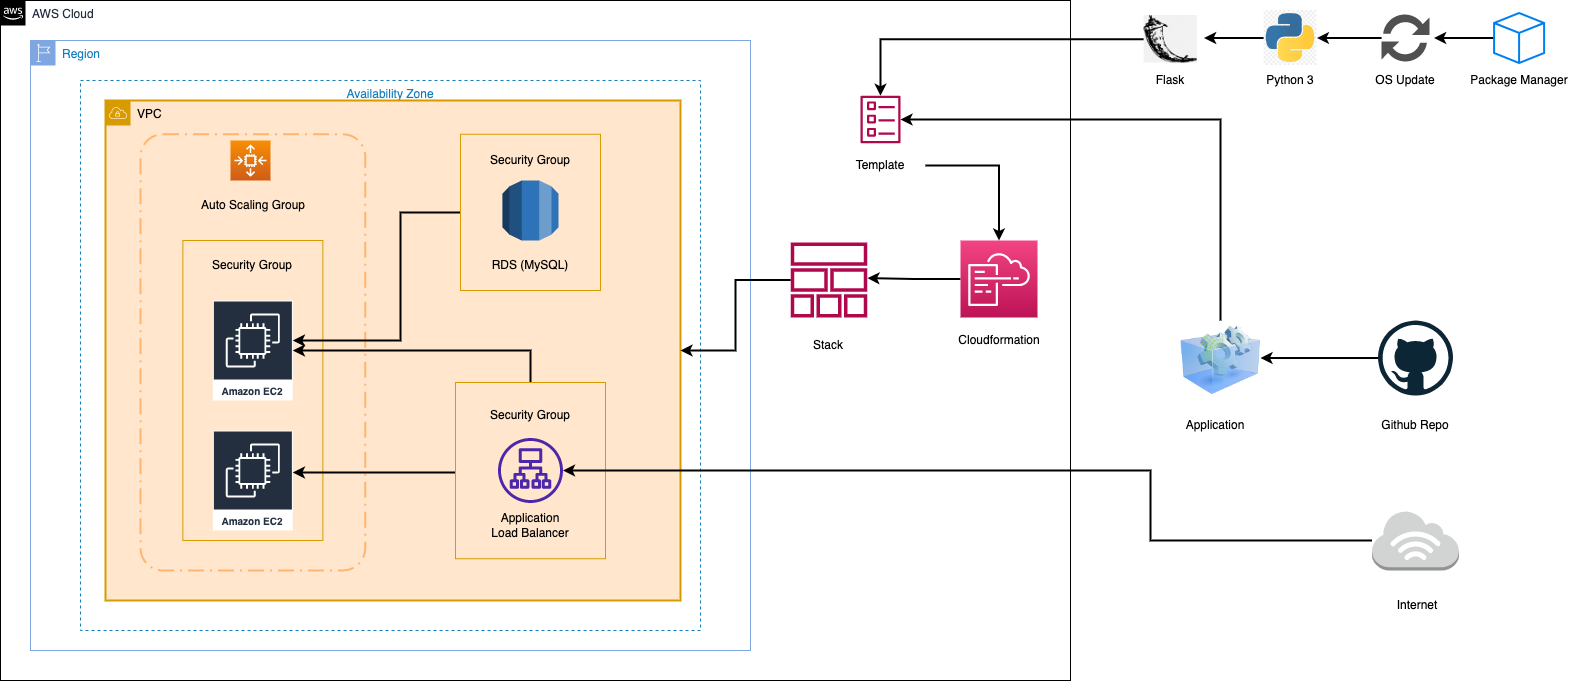 aws
AWS Cloud
Region
Availability Zone
VPC
Auto Scaling Group
Security Group
Amazon EC2
Amazon EC2
Security Group
RDS (MySQL)
Security Group
Application
Load Balancer
Template
Stack
Cloudformation
Flask
Python 3
OS Update
Package Manager
Application
Github Repo
Internet